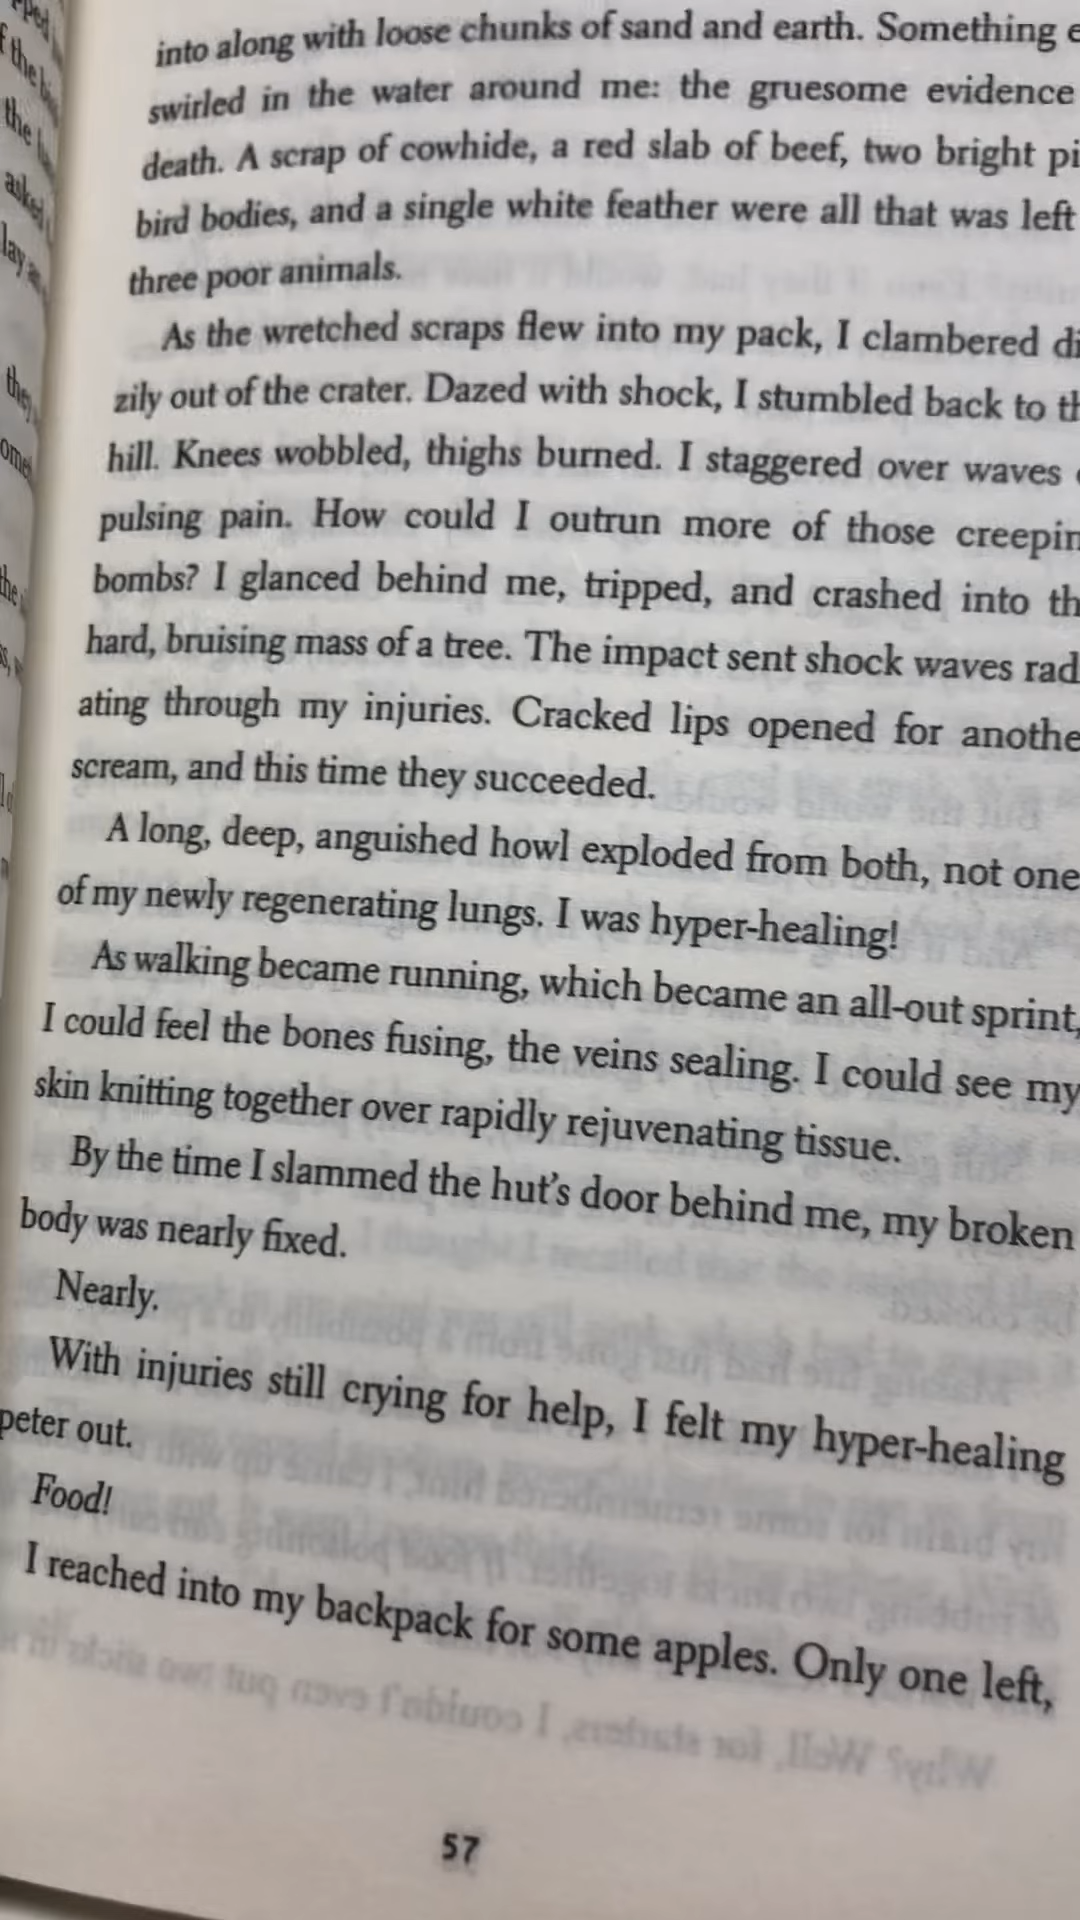 into along with loose chunks of sand and earth. Something
swirled in the water around me: the gruesome evidence
death. A scrap of cowhide, a red slab of beef, two bright
bird bodies, and a single white feather were all that was left
three poor animals.
As the wretched scraps flew into my pack, I clambered di
zily out of the crater. Dazed with shock, I stumbled back to
hill. Knees wobbled, thighs burned. I staggered over waves
pulsing pain. How could I outrun more of those creepin
bombs? I glanced behind me, tripped, and crashed into th
hard, bruising mass of a tree. The impact sent shock waves rad
ating through my injuries. Cracked lips opened for anothe
scream, and this time they succeeded.
A long, deep, anguished howl exploded from both, not one
of my newly regenerating lungs. I was hyper-healing!
As walking became running, which became an all-out sprint,
I could feel the bones fusing, the veins sealing. I could see my
skin knitting together over rapidly rejuvenating tissue.
By the time I slammed the hut's door behind me, my broken
body was nearly fixed.
Nearly.
With injuries still crying for help, I felt my hyper-healing
peter out.
Food!
I reached into my backpack for some apples. Only one left,
57